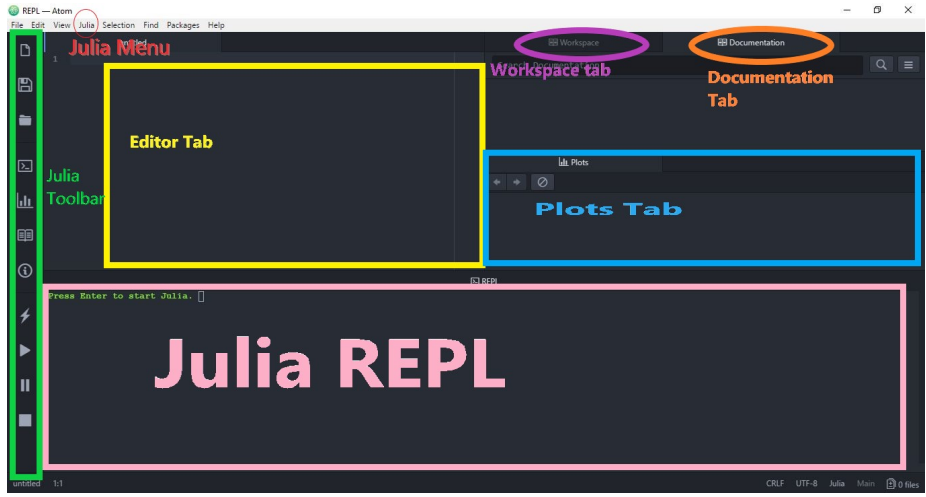 REPL — Atom
File Edit View Julia Selection Find Packages Help
Julia Menu
1
Workspace
Documentation
Workspace tab
Documentation
Tab
Editor Tab
Julia
Toolbar
Plots
Plots Tab
REPL
Press Enter to start Julia.
Julia REPL
untitled 1:1
CRLF UTF-8 Julia Main 0 files